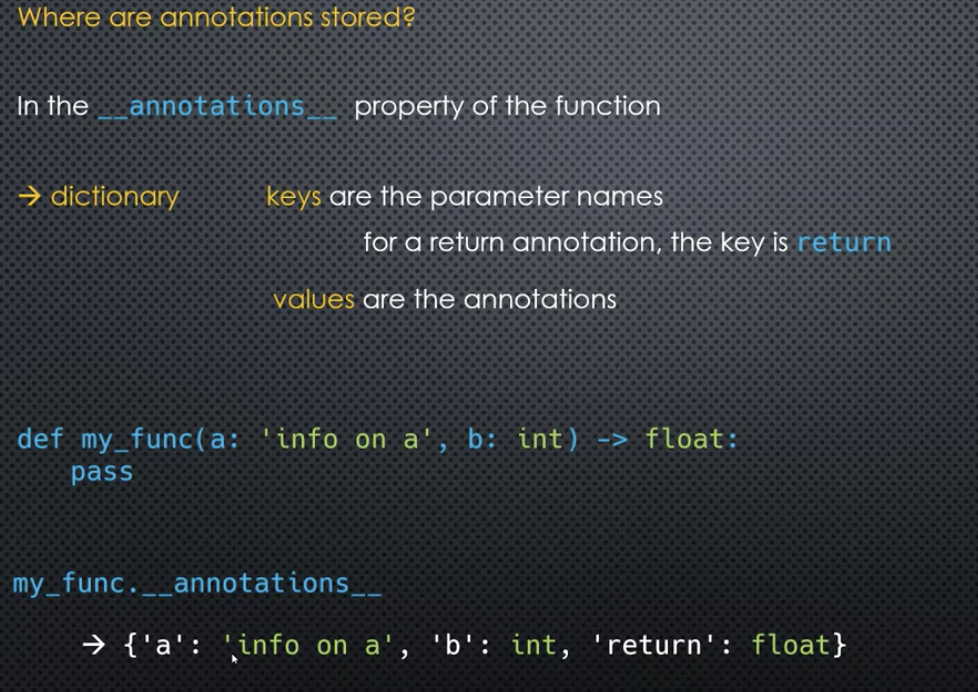 Where are annotations stored?
In the __annotations__ property of the function
→ dictionary keys are the parameter names
for a return annotation, the key is return
values are the annotations
def my_func(a: 'info on a', b: int) -> float:
pass
my_func.__annotations__
→ {'a': 'info on a', 'b': int, 'return': float}